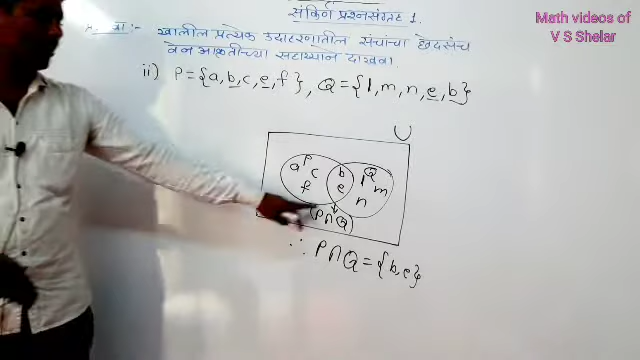 संकिर्ण प्रश्नसंग्रह 1.
Math videos of
V S Shelar
खालील प्रत्येक उदाहरणातील संचांचा छेदसंच
वेन आकृतीच्या सहाय्याने दाखवा.
ii) P = {a, b, c, e, f}, Q = {l, m, n, e, b}
U
P Q
a c f b e l m n
(P∩Q)
∴ P∩Q = {b, e}